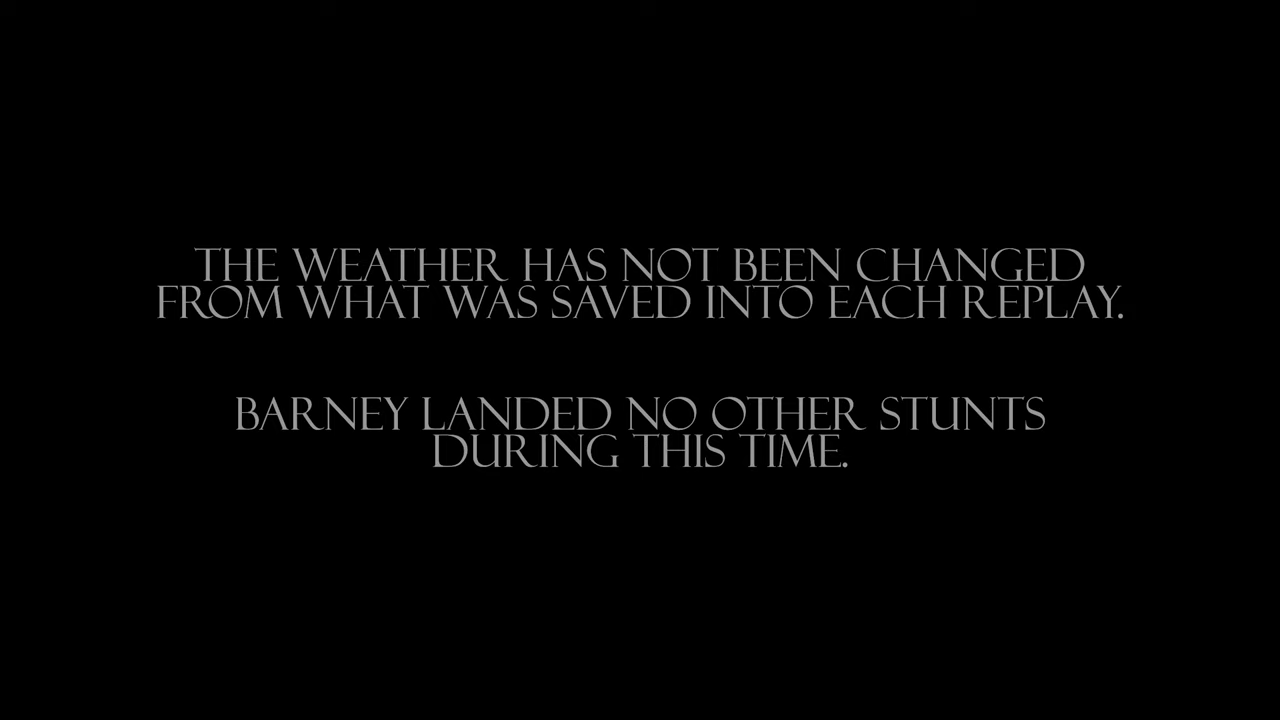 THE WEATHER HAS NOT BEEN CHANGED
FROM WHAT WAS SAVED INTO EACH REPLAY.
BARNEY LANDED NO OTHER STUNTS
DURING THIS TIME.